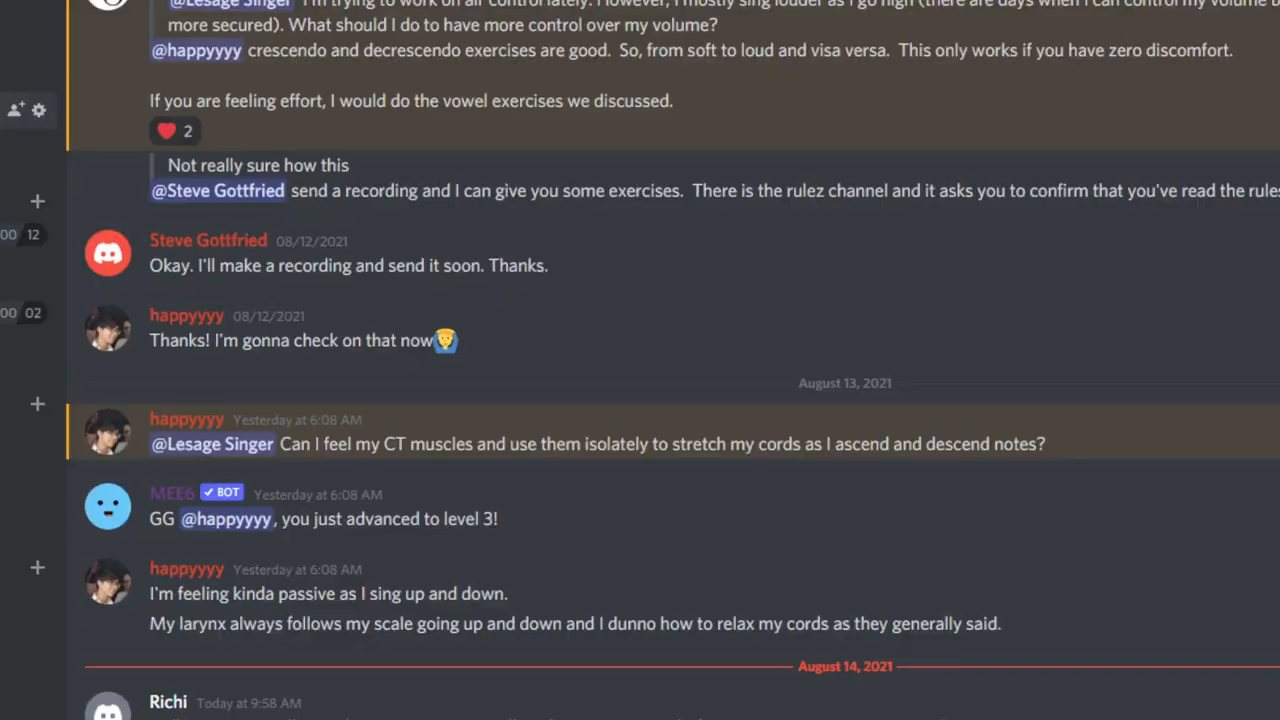 @Lesage Singer I'm trying to work on air control lately. However, I mostly sing louder as I go high (there are days when I can control my volume b
more secured). What should I do to have more control over my volume?
@happyyyy crescendo and decrescendo exercises are good. So, from soft to loud and visa versa. This only works if you have zero discomfort.
If you are feeling effort, I would do the vowel exercises we discussed.
2
Not really sure how this
@Steve Gottfried send a recording and I can give you some exercises. There is the rulez channel and it asks you to confirm that you've read the rules
00 12
Steve Gottfried 08/12/2021
Okay. I'll make a recording and send it soon. Thanks.
00 02
happyyyy 08/12/2021
Thanks! I'm gonna check on that now
August 13, 2021
happyyyy Yesterday at 6:08 AM
@Lesage Singer Can I feel my CT muscles and use them isolately to stretch my cords as I ascend and descend notes?
MEE6 ✓ BOT Yesterday at 6:08 AM
GG @happyyyy, you just advanced to level 3!
happyyyy Yesterday at 6:08 AM
I'm feeling kinda passive as I sing up and down.
My larynx always follows my scale going up and down and I dunno how to relax my cords as they generally said.
August 14, 2021
Richi Today at 9:58 AM